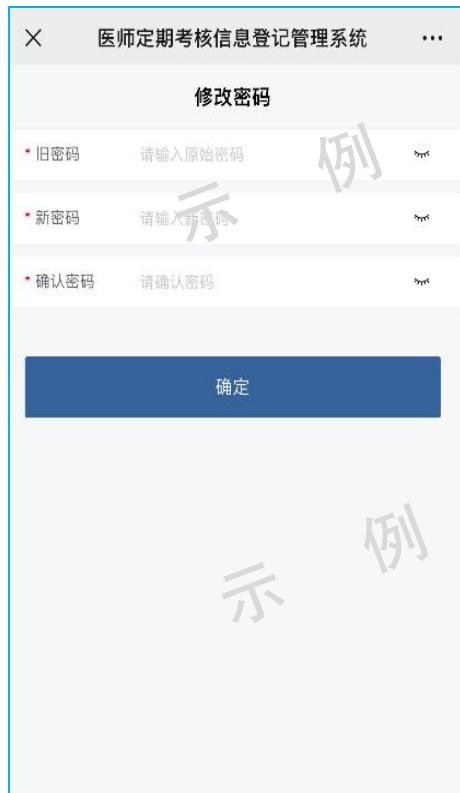 医师定期考核信息登记管理系统
修改密码
* 旧密码 请输入原始密码
* 新密码 请输入新密码
* 确认密码 请确认密码
确定
示 例
示 例